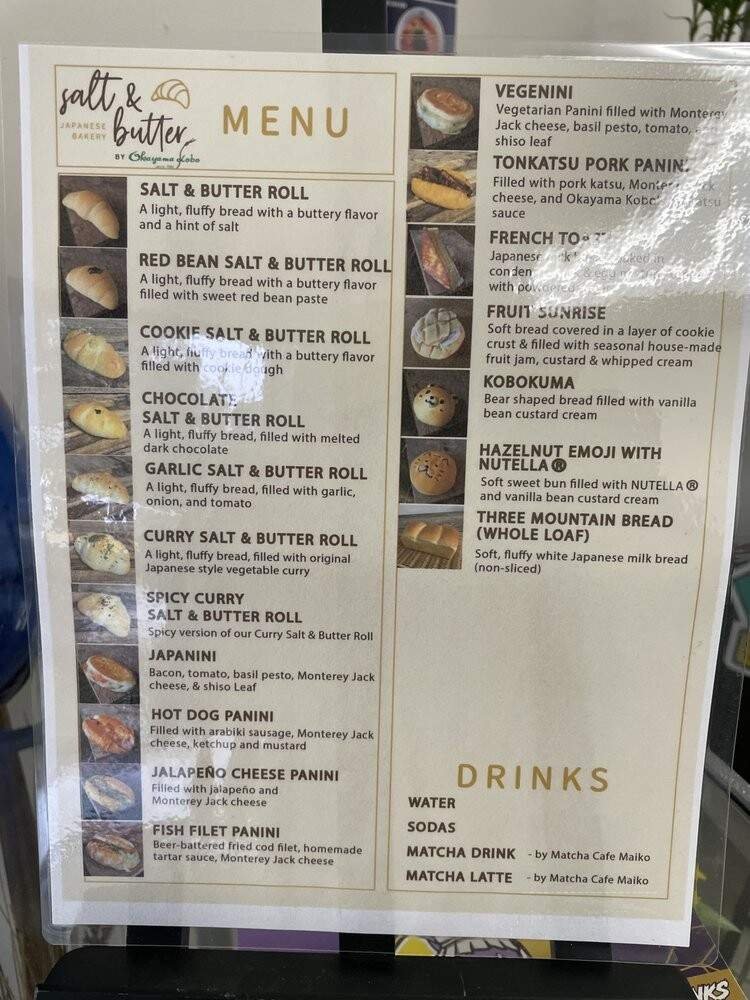 salt &
butter
JAPANESE
BAKERY
BY Okayama Kobo
MENU
SALT & BUTTER ROLL
A light, fluffy bread with a buttery flavor
and a hint of salt
RED BEAN SALT & BUTTER ROLL
A light, fluffy bread with a buttery flavor
filled with sweet red bean paste
COOKIE SALT & BUTTER ROLL
A light, fluffy bread with a buttery flavor
filled with cookie dough
CHOCOLATE
SALT & BUTTER ROLL
A light, fluffy bread, filled with melted
dark chocolate
GARLIC SALT & BUTTER ROLL
A light, fluffy bread, filled with garlic,
onion, and tomato
CURRY SALT & BUTTER ROLL
A light, fluffy bread, filled with original
Japanese style vegetable curry
SPICY CURRY
SALT & BUTTER ROLL
Spicy version of our Curry Salt & Butter Roll
JAPANINI
Bacon, tomato, basil pesto, Monterey Jack
cheese, & shiso Leaf
HOT DOG PANINI
Filled with arabiki sausage, Monterey Jack
cheese, ketchup and mustard
JALAPEÑO CHEESE PANINI
Filled with jalapeño and
Monterey Jack cheese
FISH FILET PANINI
Beer-battered fried cod filet, homemade
tartar sauce, Monterey Jack cheese
VEGENINI
Vegetarian Panini filled with Monterey
Jack cheese, basil pesto, tomato,
shiso leaf
TONKATSU PORK PANINI
Filled with pork katsu, Monterey Jack
cheese, and Okayama Kobo
sauce
FRENCH TOAST
Japanese in
& egg
with powdered
FRUIT SUNRISE
Soft bread covered in a layer of cookie
crust & filled with seasonal house-made
fruit jam, custard & whipped cream
KOBOKUMA
Bear shaped bread filled with vanilla
bean custard cream
HAZELNUT EMOJI WITH
NUTELLA®
Soft sweet bun filled with NUTELLA ®
and vanilla bean custard cream
THREE MOUNTAIN BREAD
(WHOLE LOAF)
Soft, fluffy white Japanese milk bread
(non-sliced)
DRINKS
WATER
SODAS
MATCHA DRINK - by Matcha Cafe Maiko
MATCHA LATTE - by Matcha Cafe Maiko